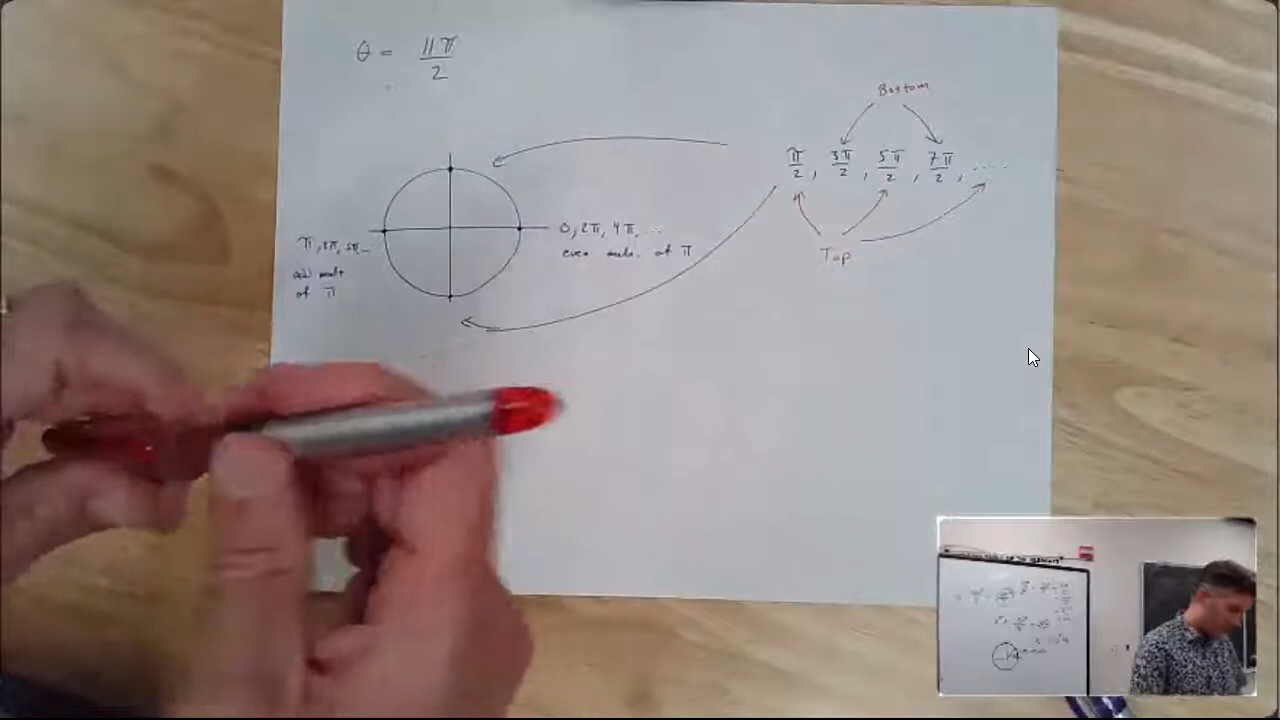 θ = 11π/2
Bottom
π/2, 3π/2, 5π/2, 7π/2, ....
Top
0, 2π, 4π, ...
even mult. of π
π, 3π, 5π...
odd mult
of π